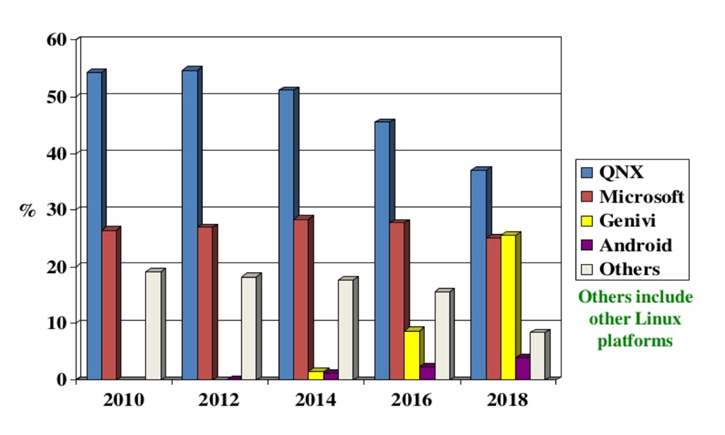 60
50
40
30
20
10
0
%
2010 2012 2014 2016 2018
QNX
Microsoft
Genivi
Android
Others
Others include
other Linux
platforms